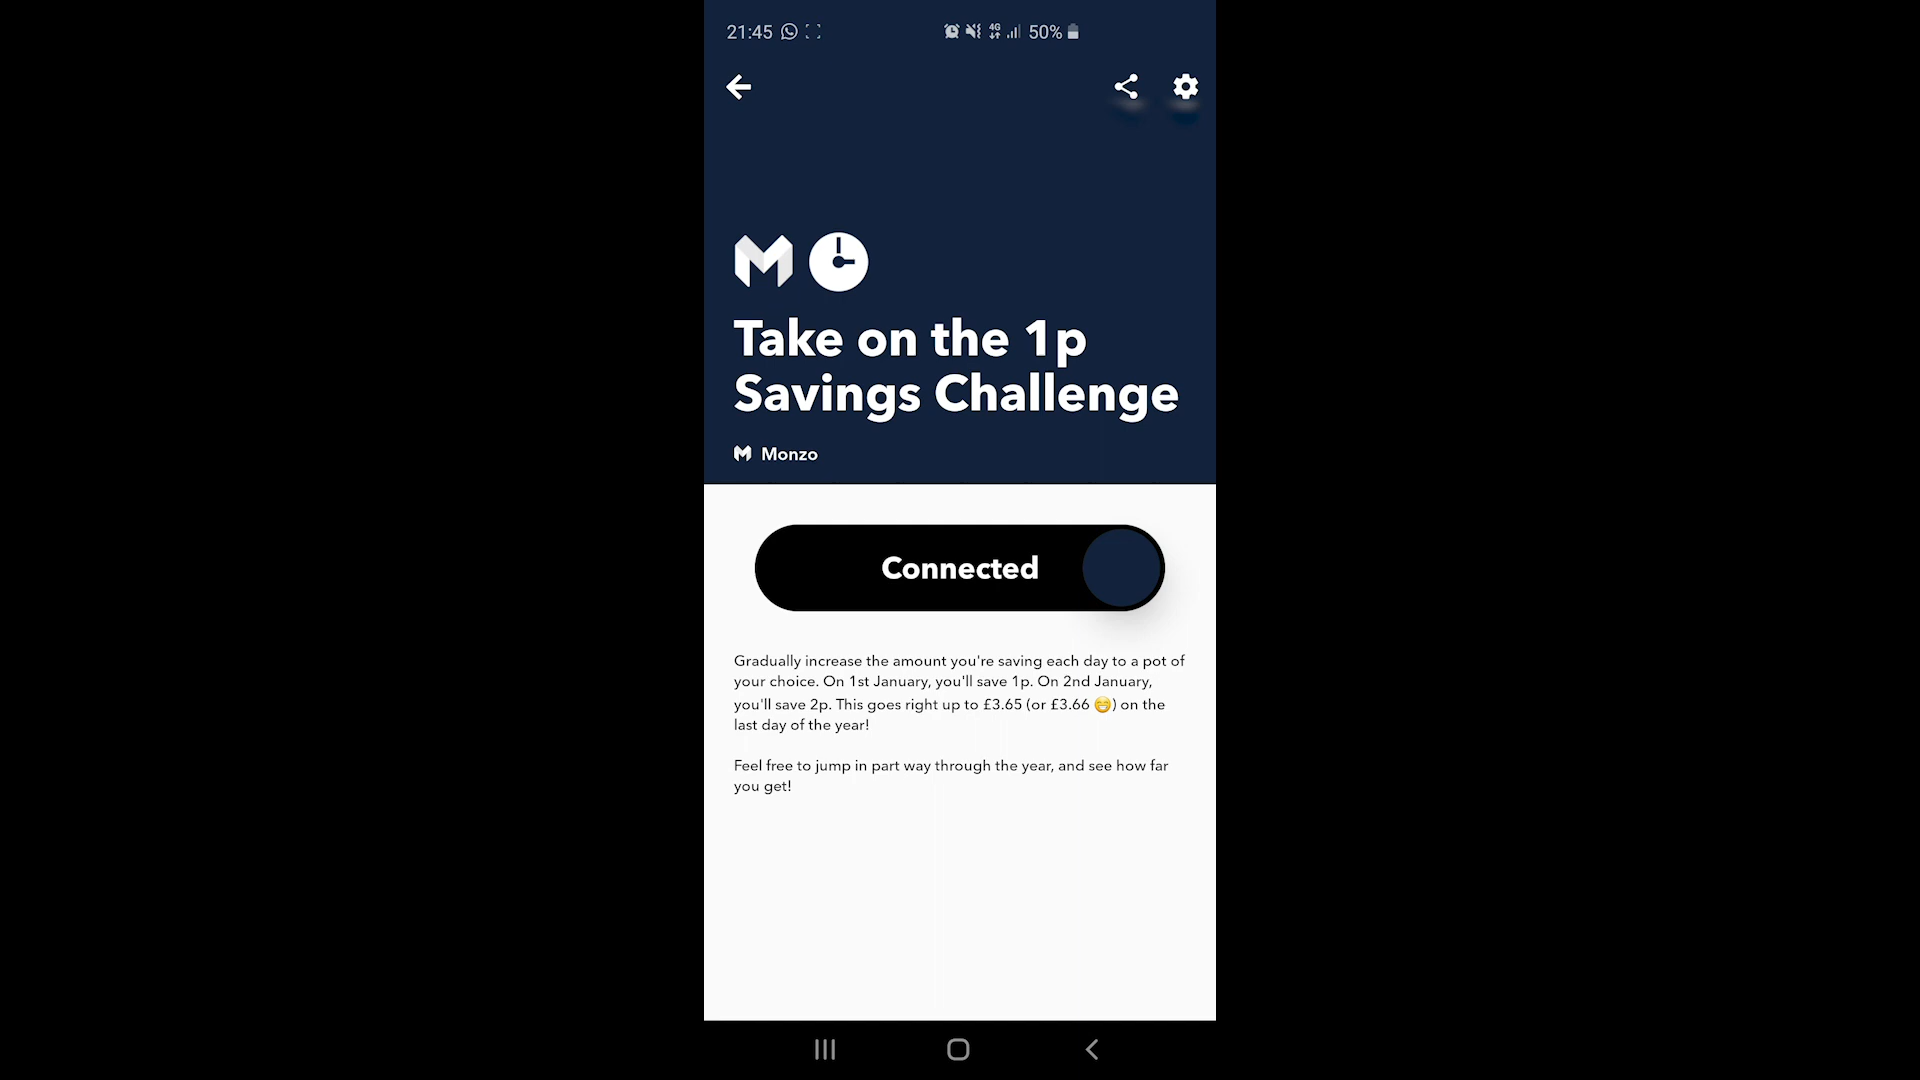 21:45 4G 50%
Take on the 1p
Savings Challenge
Monzo
Connected
Gradually increase the amount you're saving each day to a pot of
your choice. On 1st January, you'll save 1p. On 2nd January,
you'll save 2p. This goes right up to £3.65 (or £3.66 😁) on the
last day of the year!
Feel free to jump in part way through the year, and see how far
you get!